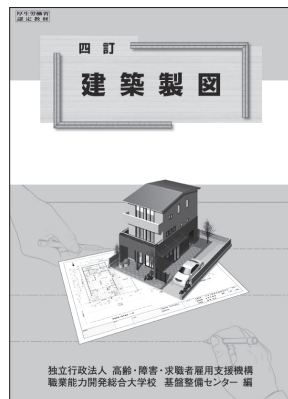 厚生労働省
認定教材
四訂
建築製図
独立行政法人 高齢・障害・求職者雇用支援機構
職業能力開発総合大学校 基盤整備センター 編